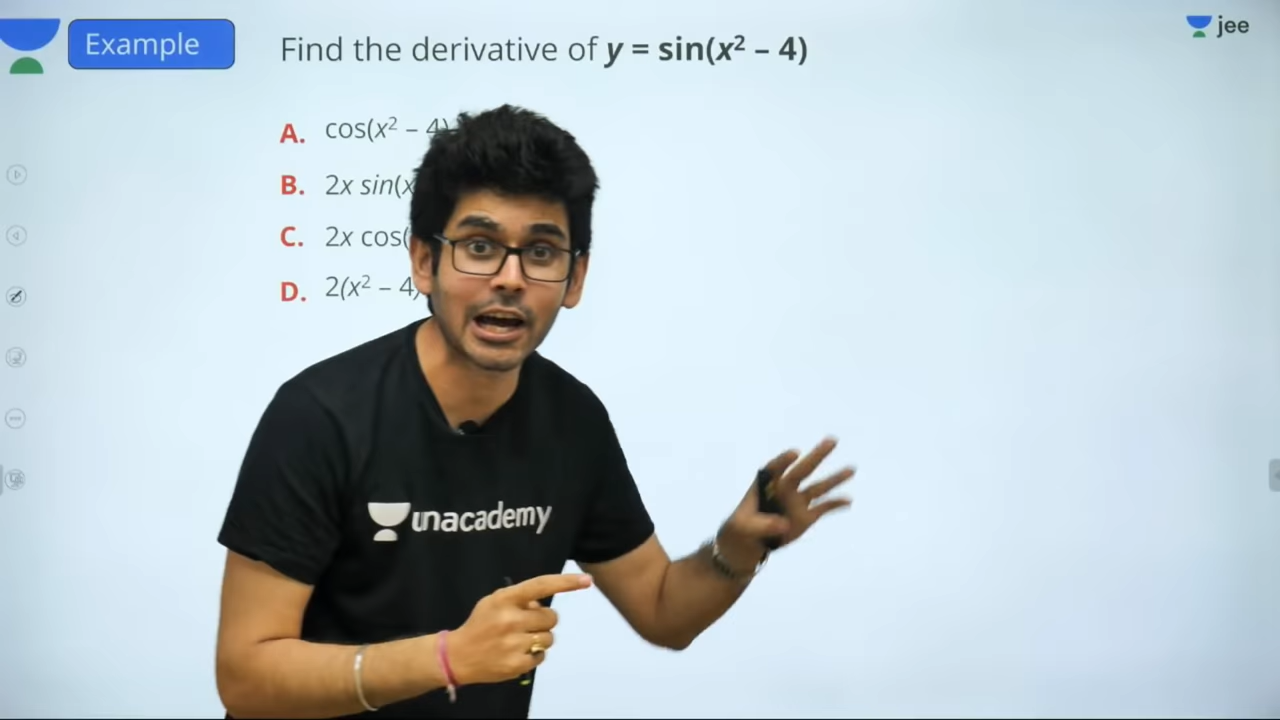 Example
Find the derivative of y = sin(x² – 4)
jee
A. cos(x² – 4)
B. 2x sin(x
C. 2x cos(
D. 2(x² – 4)
unacademy